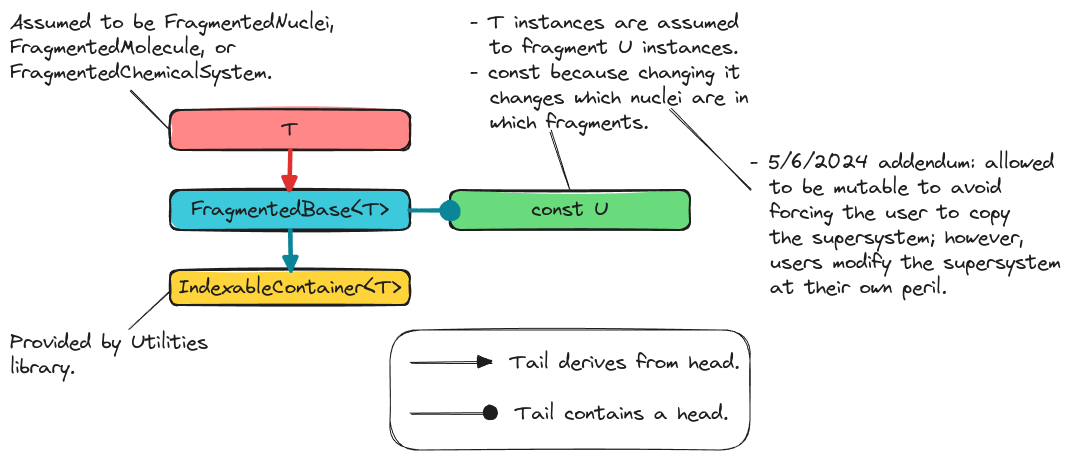 Assumed to be FragmentedNuclei,
FragmentedMolecule, or
FragmentedChemicalSystem.
- T instances are assumed
to fragment U instances.
- const because changing it
changes which nuclei are in
which fragments.
T
- 5/6/2024 addendum: allowed
to be mutable to avoid
forcing the user to copy
the supersystem; however,
users modify the supersystem
at their own peril.
FragmentedBase<T>
const U
IndexableContainer<T>
Provided by Utilities
library.
Tail derives from head.
Tail contains a head.